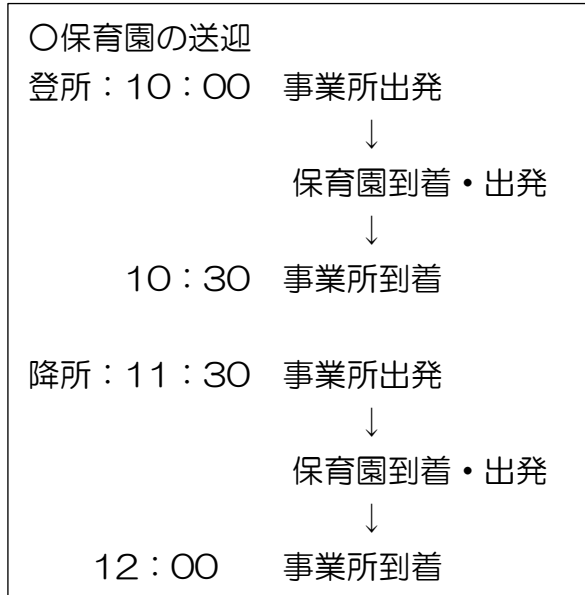 〇保育園の送迎
登所：10：00　事業所出発
↓
保育園到着・出発
↓
10：30　事業所到着
降所：11：30　事業所出発
↓
保育園到着・出発
↓
12：00　事業所到着